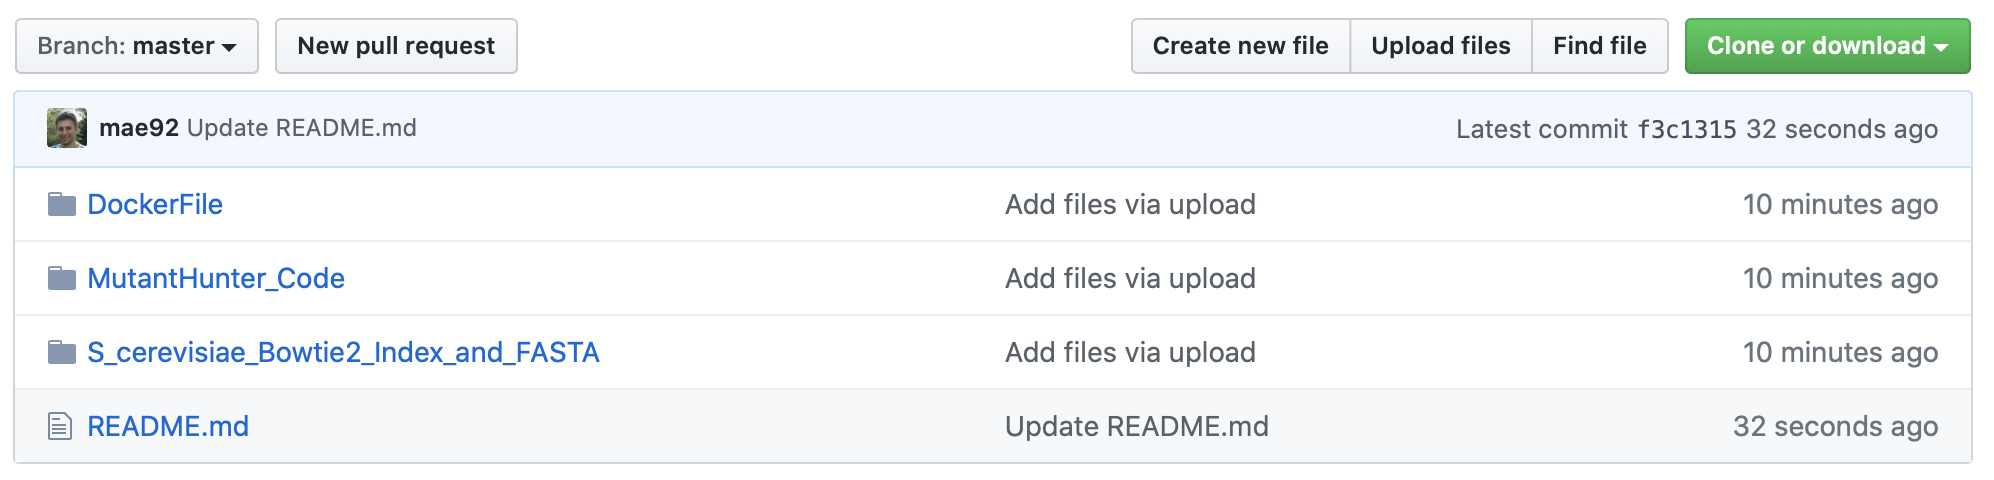 Branch: master New pull request Create new file Upload files Find file Clone or download
mae92 Update README.md Latest commit f3c1315 32 seconds ago
DockerFile Add files via upload 10 minutes ago
MutantHunter_Code Add files via upload 10 minutes ago
S_cerevisiae_Bowtie2_Index_and_FASTA Add files via upload 10 minutes ago
README.md Update README.md 32 seconds ago